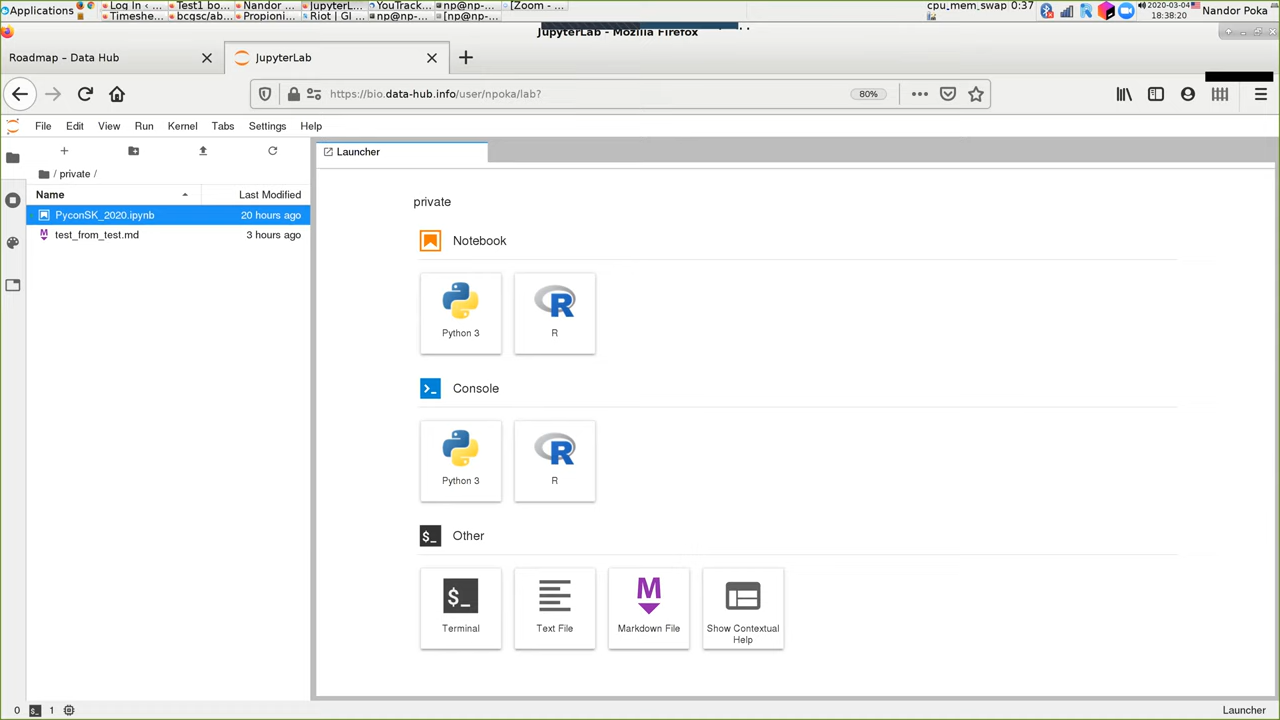 Applications
Log In ‹ ...
Test1 bo...
Nandor ...
JupyterL...
YouTrack...
np@np-...
[Zoom - ...
Timeshe...
bcgsc/ab...
Propioni...
Riot | Gl ...
np@np-...
[np@np-...
cpu_mem_swap 0:37
2020-03-04
18:38:20
Nandor Poka
JupyterLab - Mozilla Firefox
Roadmap – Data Hub
JupyterLab
https://bio.data-hub.info/user/npoka/lab?
80%
File Edit View Run Kernel Tabs Settings Help
Launcher
/ private /
Name Last Modified
PyconSK_2020.ipynb 20 hours ago
test_from_test.md 3 hours ago
private
Notebook
Python 3
R
Console
Python 3
R
$_ Other
$_
M
Terminal
Text File
Markdown File
Show Contextual
Help
0 $_ 1
Launcher